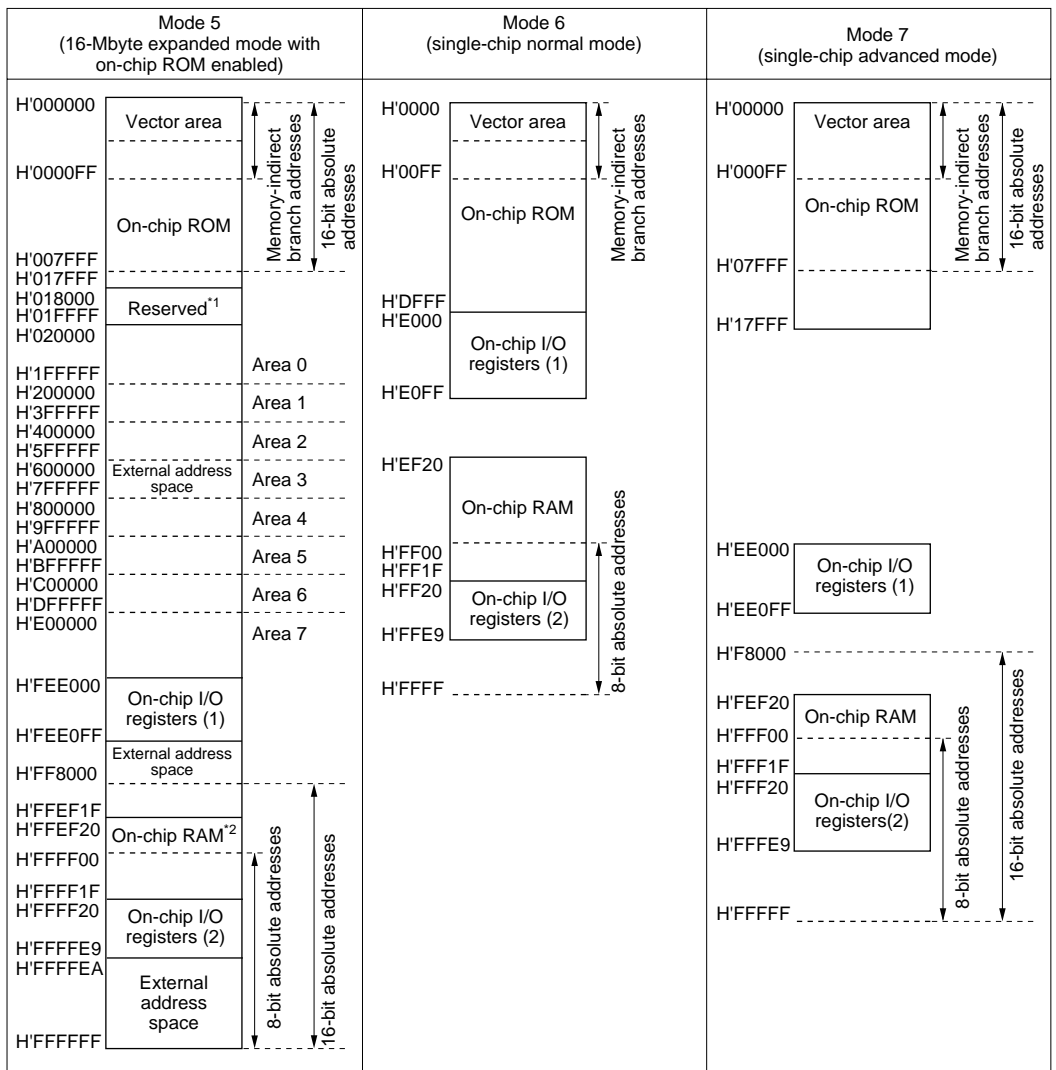 Mode 5
(16-Mbyte expanded mode with
on-chip ROM enabled)
H'000000
Vector area
H'0000FF
On-chip ROM
H'007FFF
H'017FFF
H'018000
Reserved*1
H'01FFFF
H'020000
Area 0
H'1FFFFF
H'200000
Area 1
H'3FFFFF
H'400000
Area 2
H'5FFFFF
H'600000
External address
space
Area 3
H'7FFFFF
H'800000
Area 4
H'9FFFFF
H'A00000
Area 5
H'BFFFFF
H'C00000
Area 6
H'DFFFFF
H'E00000
Area 7
H'FEE000
On-chip I/O
registers (1)
H'FEE0FF
External address
space
H'FF8000
H'FFEF1F
H'FFEF20
On-chip RAM*2
H'FFFF00
H'FFFF1F
H'FFFF20
On-chip I/O
registers (2)
H'FFFFE9
H'FFFFEA
External
address
space
H'FFFFFF
Memory-indirect
branch addresses
16-bit absolute
addresses
8-bit absolute addresses
16-bit absolute addresses
Mode 6
(single-chip normal mode)
H'0000
Vector area
H'00FF
On-chip ROM
H'DFFF
H'E000
On-chip I/O
registers (1)
H'E0FF
H'EF20
On-chip RAM
H'FF00
H'FF1F
H'FF20
On-chip I/O
registers (2)
H'FFE9
H'FFFF
Memory-indirect
branch addresses
8-bit absolute addresses
Mode 7
(single-chip advanced mode)
H'00000
Vector area
H'000FF
On-chip ROM
H'07FFF
H'17FFF
H'EE000
On-chip I/O
registers (1)
H'EE0FF
H'F8000
H'FEF20
On-chip RAM
H'FFF00
H'FFF1F
H'FFF20
On-chip I/O
registers(2)
H'FFFE9
H'FFFFF
Memory-indirect
branch addresses
16-bit absolute
addresses
8-bit absolute addresses
16-bit absolute addresses